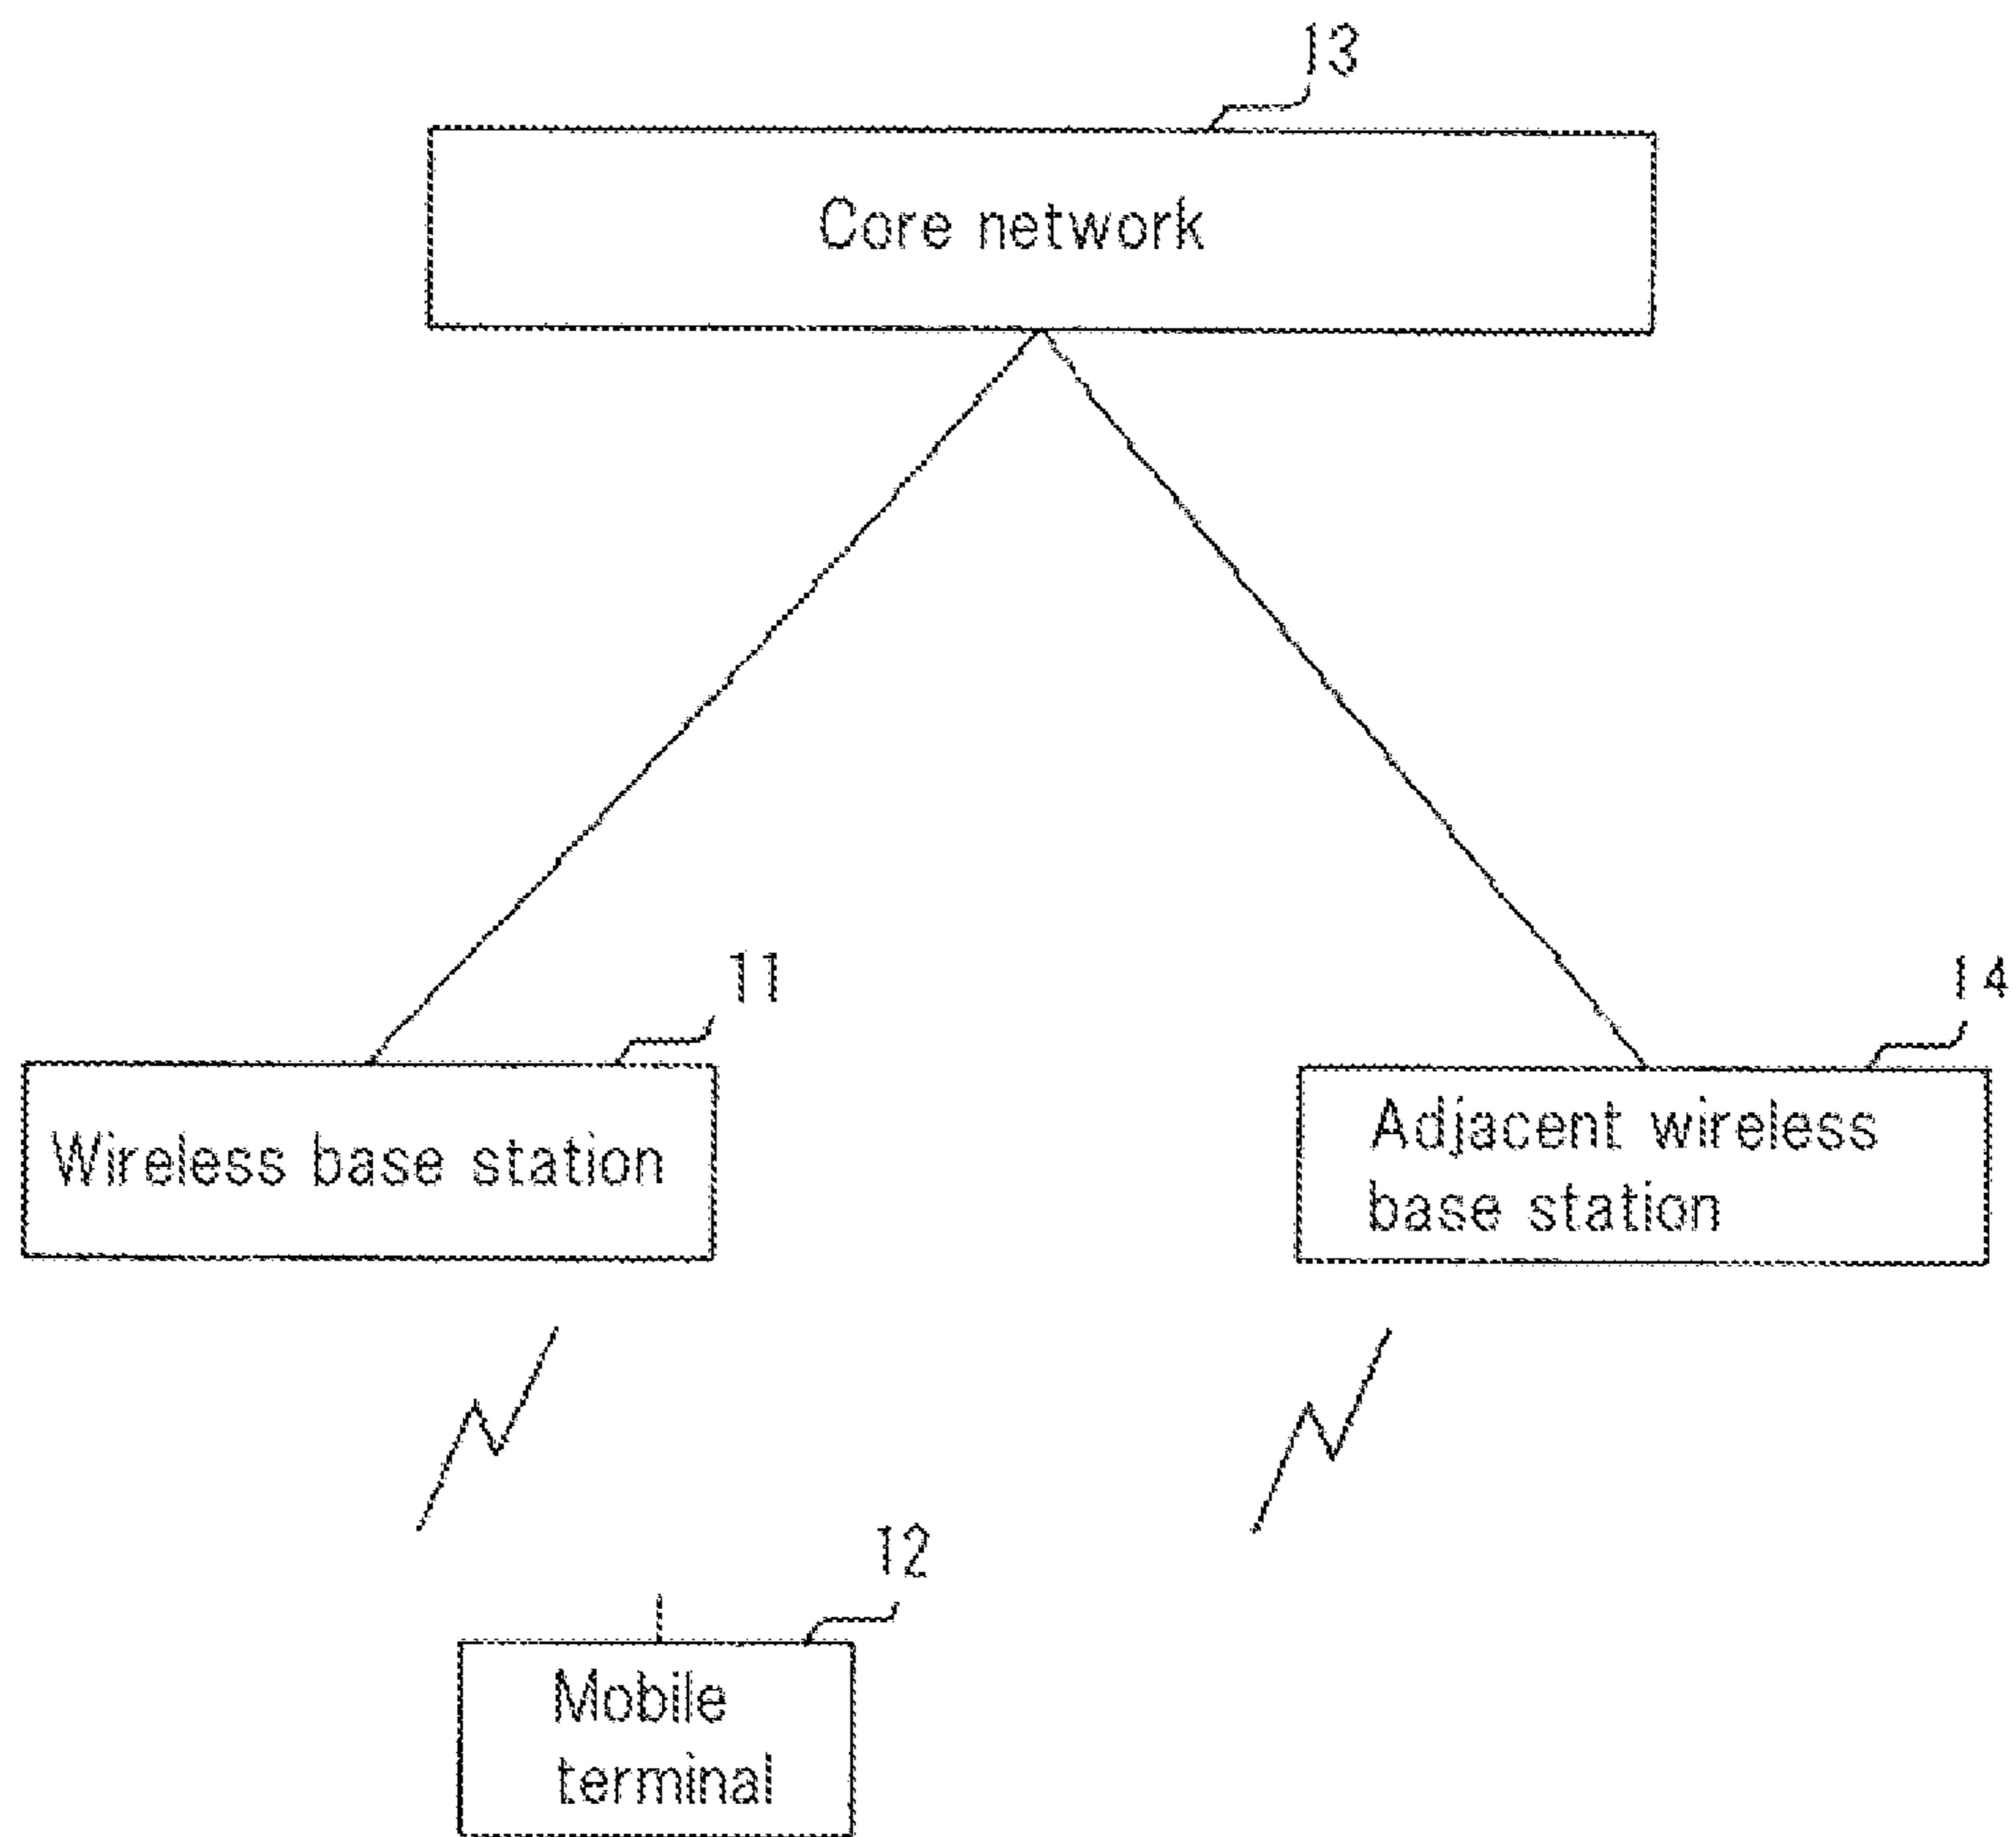 13
Core network
11
14
Wireless base station
Adjacent wireless
base station
12
Mobile
terminal